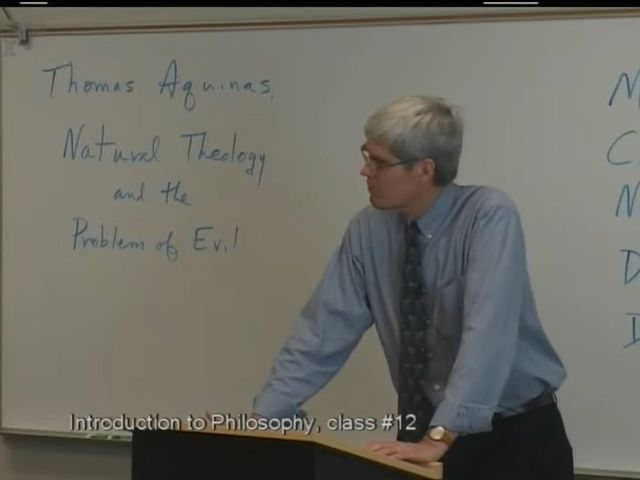 Thomas Aquinas,
Natural Theology
and the
Problem of Evil
N
C
N
D
D
Introduction to Philosophy, class #12